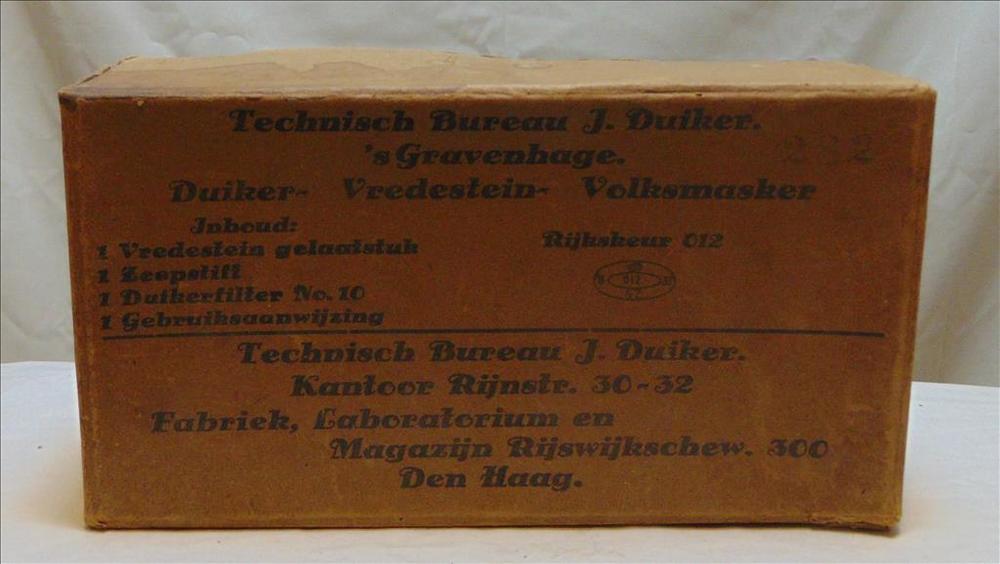 Technisch Bureau J. Duiker.
's Gravenhage.
Duiker- Vredestein- Volksmasker
Inhoud:
1 Vredestein gelaatstuk
1 Zeepstift
1 Duikerfilter No. 10
1 Gebruiksaanwijzing
Rijkskeur 012
012
Technisch Bureau J. Duiker.
Kantoor Rijnstr. 30-32
Fabriek, Laboratorium en
Magazijn Rijswijkschew. 300
Den Haag.